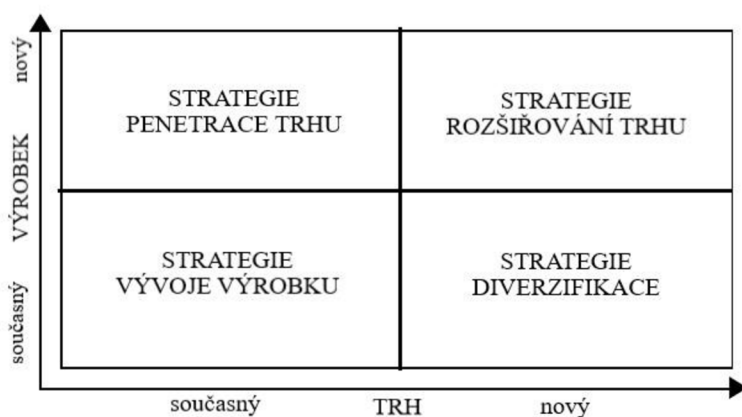 nový
STRATEGIE
PENETRACE TRHU
STRATEGIE
ROZŠIŘOVÁNÍ TRHU
VÝROBEK
STRATEGIE
VÝVOJE VÝROBKU
STRATEGIE
DIVERZIFIKACE
současný
současný
TRH
nový